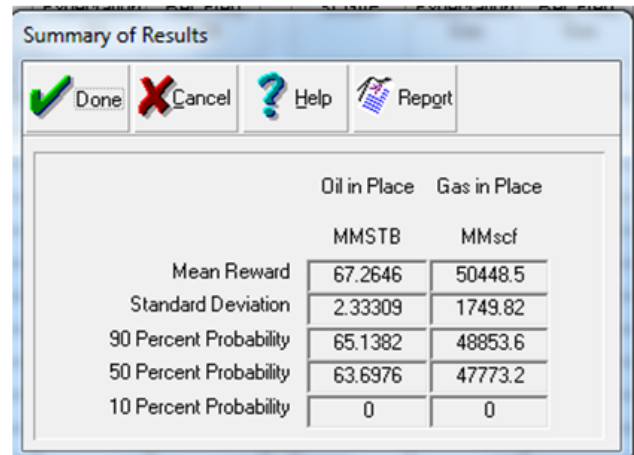 Summary of Results
Done Cancel Help Report
Oil in Place Gas in Place
MMSTB MMscf
Mean Reward 67.2646 50448.5
Standard Deviation 2.33309 1749.82
90 Percent Probability 65.1382 48853.6
50 Percent Probability 63.6976 47773.2
10 Percent Probability 0 0